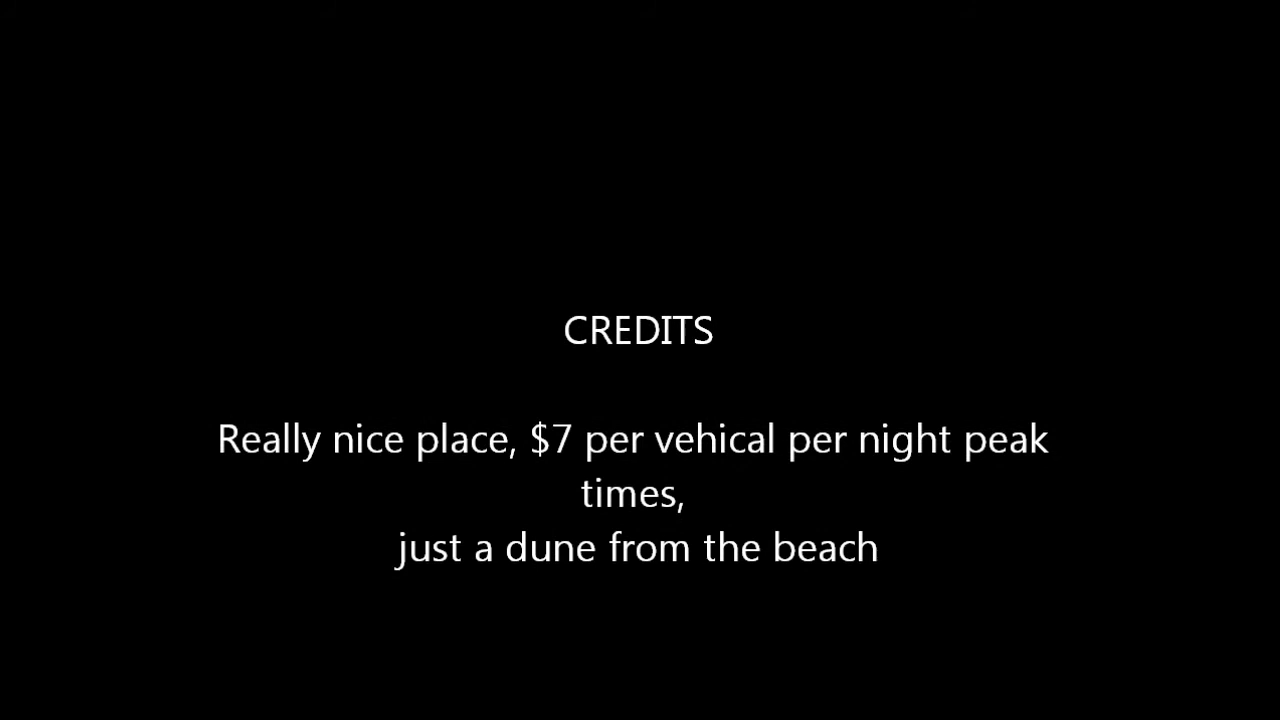 CREDITS
Really nice place, $7 per vehical per night peak
times,
just a dune from the beach